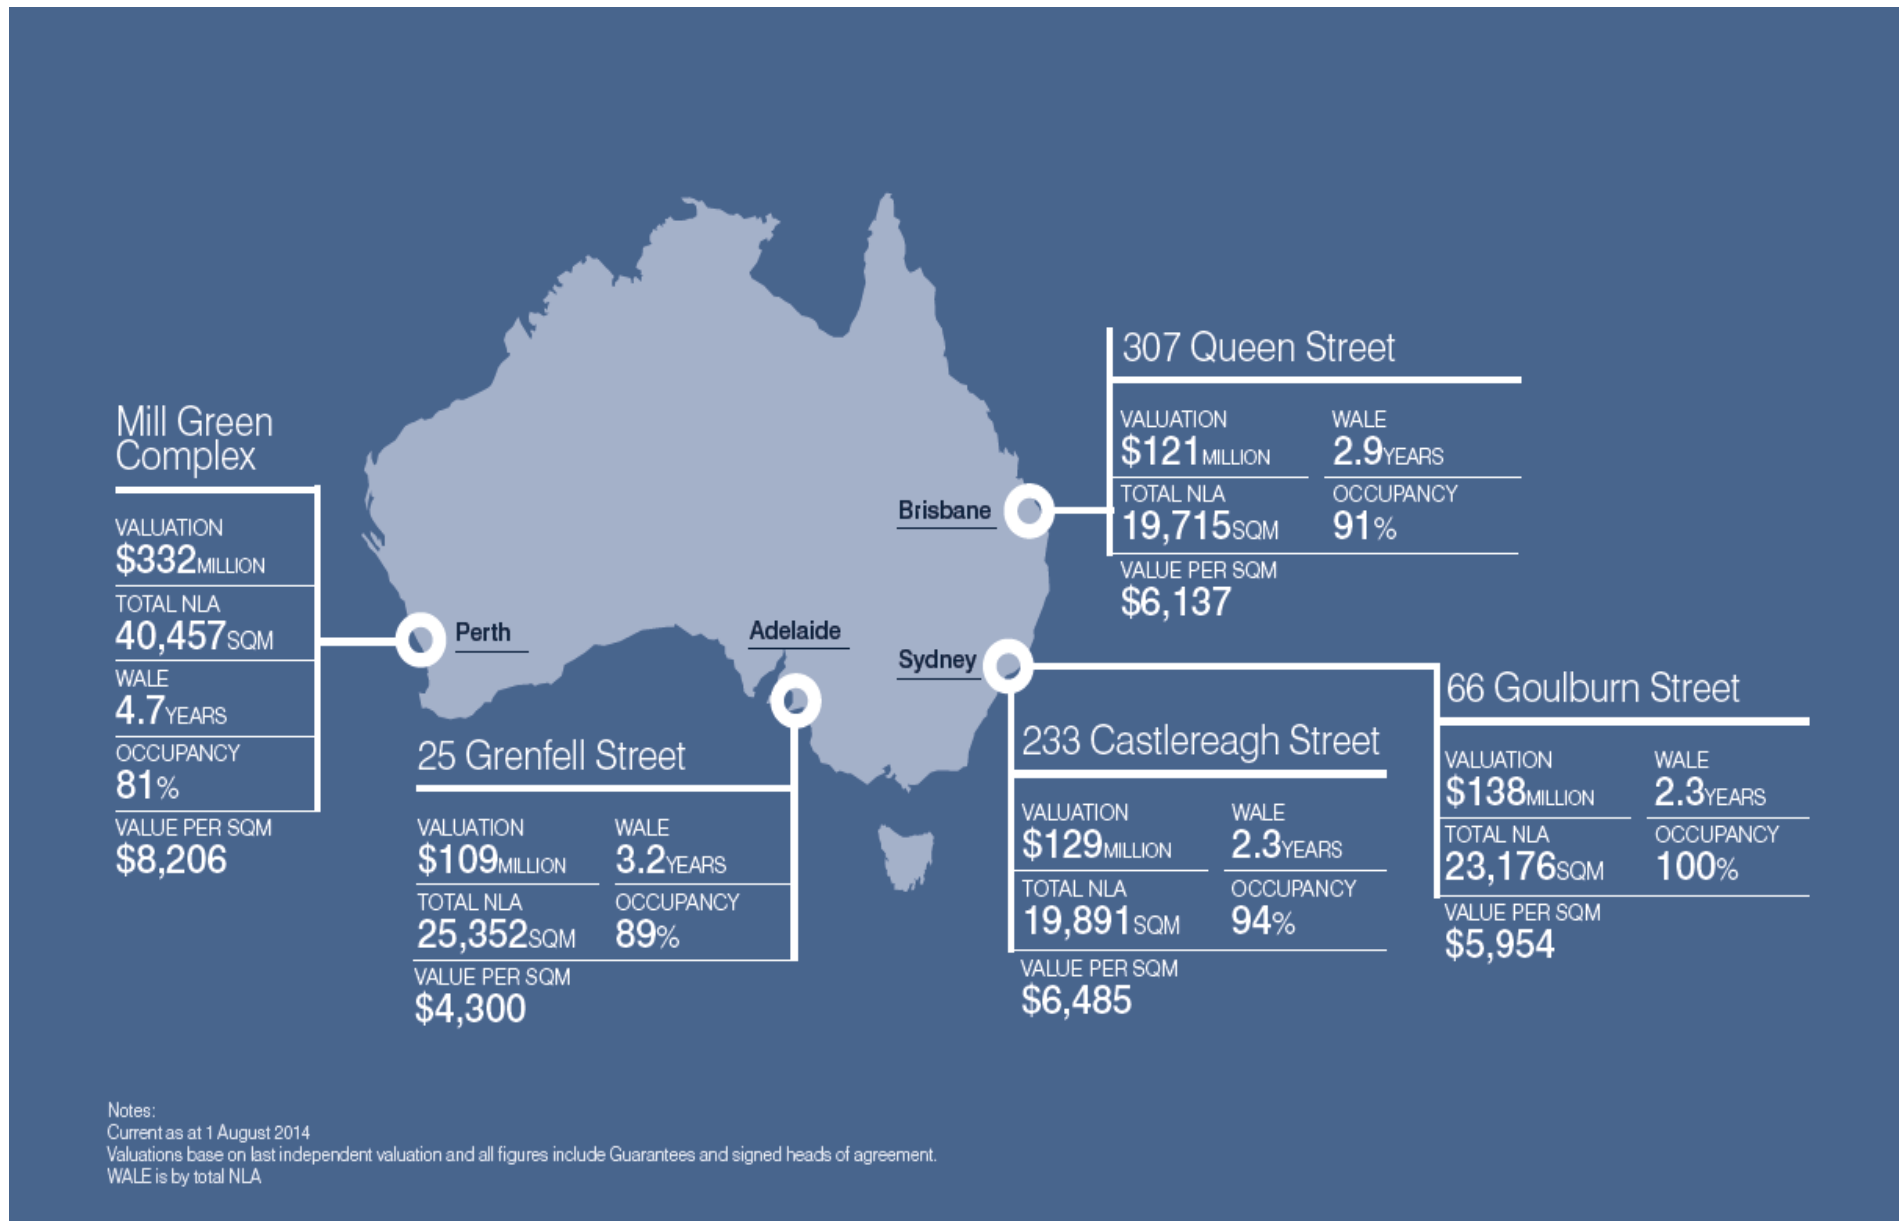 307 Queen Street
VALUATION WALE
$121MILLION 2.9YEARS
TOTAL NLA OCCUPANCY
19,715SQM 91%
VALUE PER SQM
$6,137
Mill Green
Complex
VALUATION
$332MILLION
TOTAL NLA
40,457SQM
WALE
4.7YEARS
OCCUPANCY
81%
VALUE PER SQM
$8,206
Brisbane
Perth
Adelaide
Sydney
25 Grenfell Street
VALUATION WALE
$109MILLION 3.2YEARS
TOTAL NLA OCCUPANCY
25,352SQM 89%
VALUE PER SQM
$4,300
233 Castlereagh Street
VALUATION WALE
$129MILLION 2.3YEARS
TOTAL NLA OCCUPANCY
19,891SQM 94%
VALUE PER SQM
$6,485
66 Goulburn Street
VALUATION WALE
$138MILLION 2.3YEARS
TOTAL NLA OCCUPANCY
23,176SQM 100%
VALUE PER SQM
$5,954
Notes:
Current as at 1 August 2014
Valuations base on last independent valuation and all figures include Guarantees and signed heads of agreement.
WALE is by total NLA